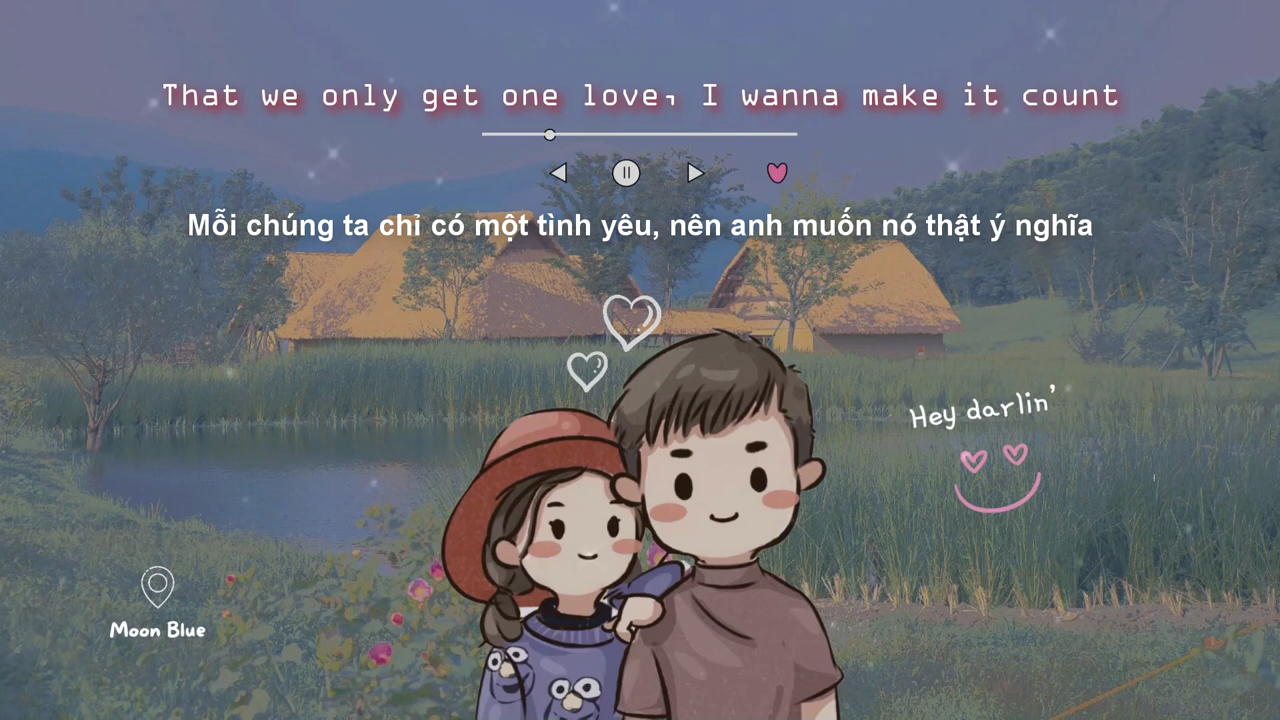 That we only get one love, I wanna make it count
Mỗi chúng ta chỉ có một tình yêu, nên anh muốn nó thật ý nghĩa
Hey darlin'
Moon Blue